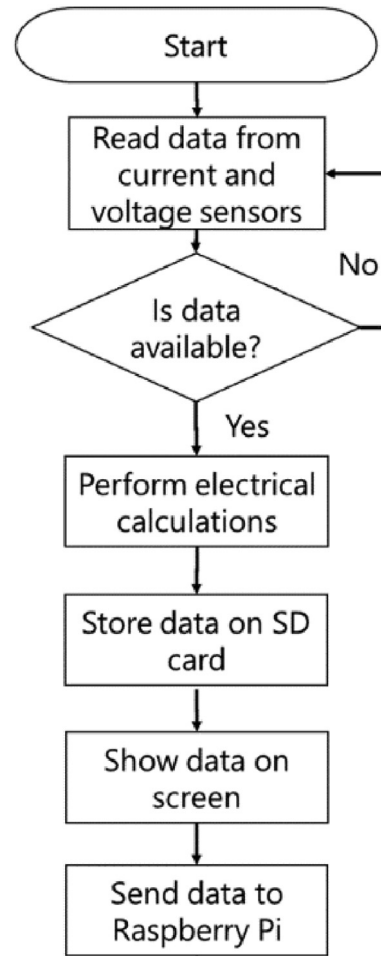 Start
Read data from
current and
voltage sensors
No
Is data
available?
Yes
Perform electrical
calculations
Store data on SD
card
Show data on
screen
Send data to
Raspberry Pi